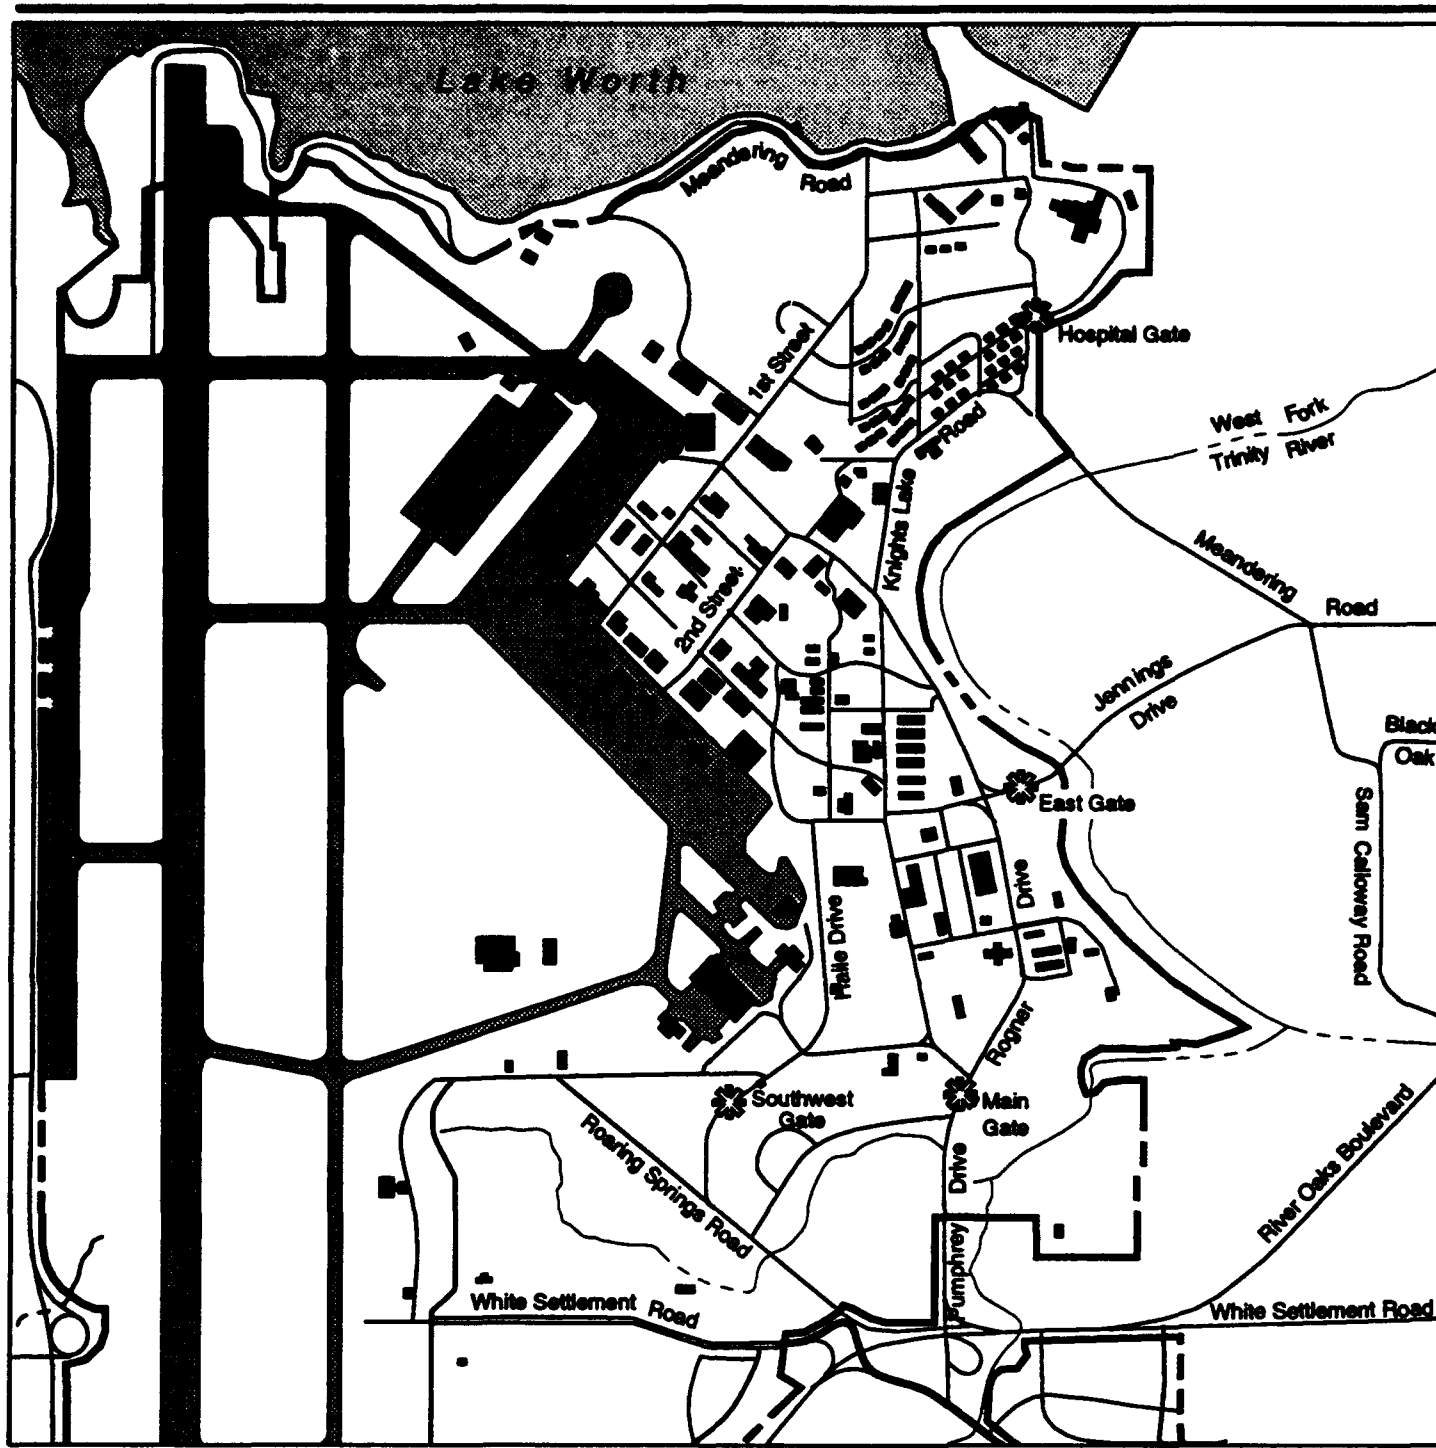 Lake Worth
Meandering
Road
1st Street
Hospital Gate
West Fork
Trinity River
Knights Lake
Road
2nd Street
Meandering
Road
Jennings
Drive
Black
Oak
East Gate
Sam Calloway Road
Drive
Haile Drive
Rogner
Southwest
Gate
Main
Gate
Roaring Springs Road
Drive
Pumphrey
River Oaks Boulevard
White Settlement Road
White Settlement Road